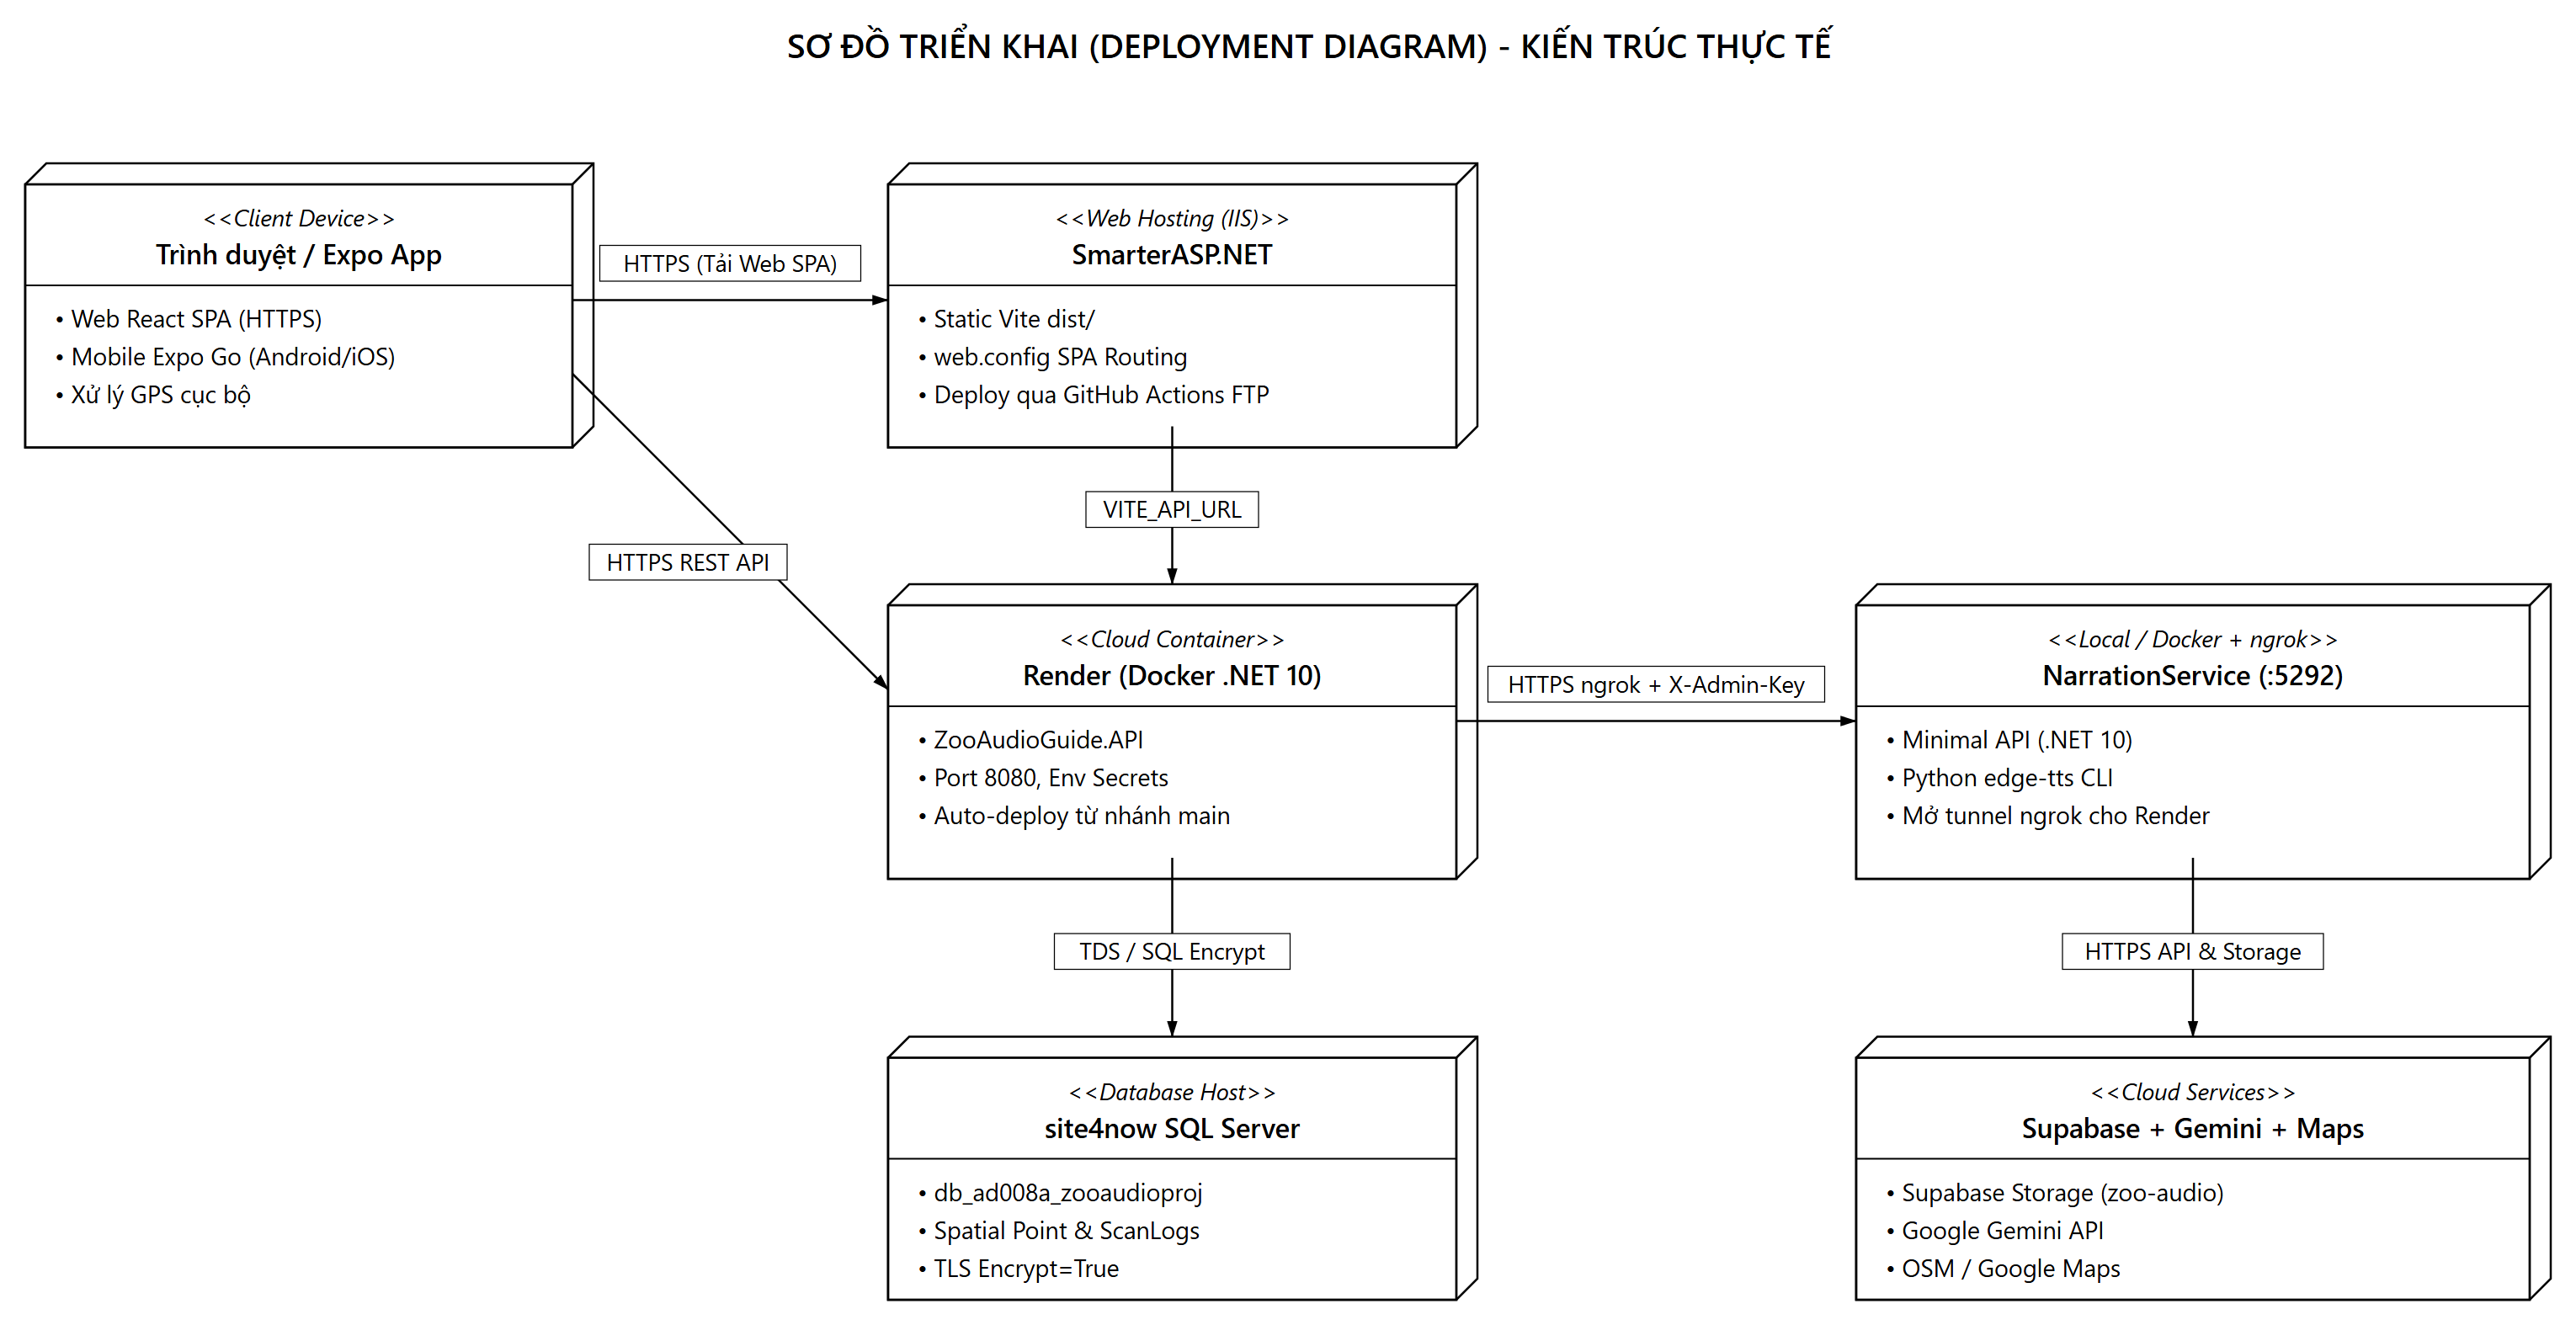 SƠ ĐỒ TRIỂN KHAI (DEPLOYMENT DIAGRAM) - KIẾN TRÚC THỰC TẾ
<<Client Device>>
Trình duyệt / Expo App
• Web React SPA (HTTPS)
• Mobile Expo Go (Android/iOS)
• Xử lý GPS cục bộ
HTTPS (Tải Web SPA)
<<Web Hosting (IIS)>>
SmarterASP.NET
• Static Vite dist/
• web.config SPA Routing
• Deploy qua GitHub Actions FTP
VITE_API_URL
HTTPS REST API
<<Cloud Container>>
Render (Docker .NET 10)
• ZooAudioGuide.API
• Port 8080, Env Secrets
• Auto-deploy từ nhánh main
HTTPS ngrok + X-Admin-Key
<<Local / Docker + ngrok>>
NarrationService (:5292)
• Minimal API (.NET 10)
• Python edge-tts CLI
• Mở tunnel ngrok cho Render
TDS / SQL Encrypt
HTTPS API & Storage
<<Database Host>>
site4now SQL Server
• db_ad008a_zooaudioproj
• Spatial Point & ScanLogs
• TLS Encrypt=True
<<Cloud Services>>
Supabase + Gemini + Maps
• Supabase Storage (zoo-audio)
• Google Gemini API
• OSM / Google Maps